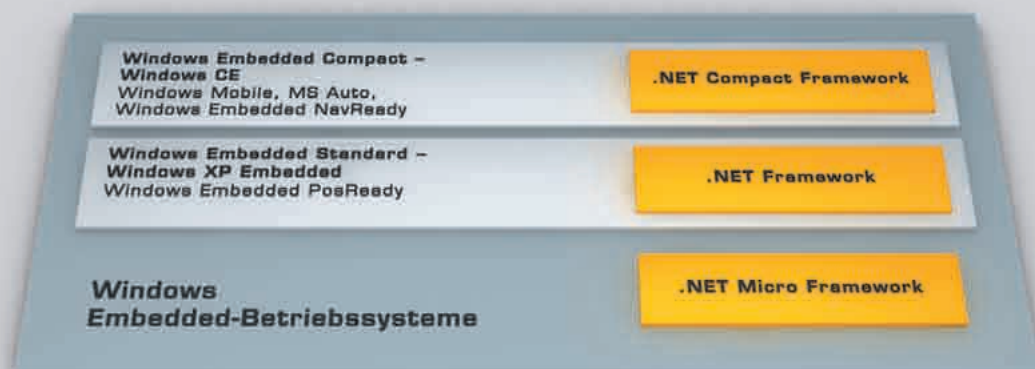 Windows Embedded Compact –
Windows CE
Windows Mobile, MS Auto,
Windows Embedded NavReady
.NET Compact Framework
Windows Embedded Standard –
Windows XP Embedded
Windows Embedded PosReady
.NET Framework
Windows
Embedded-Betriebssysteme
.NET Micro Framework